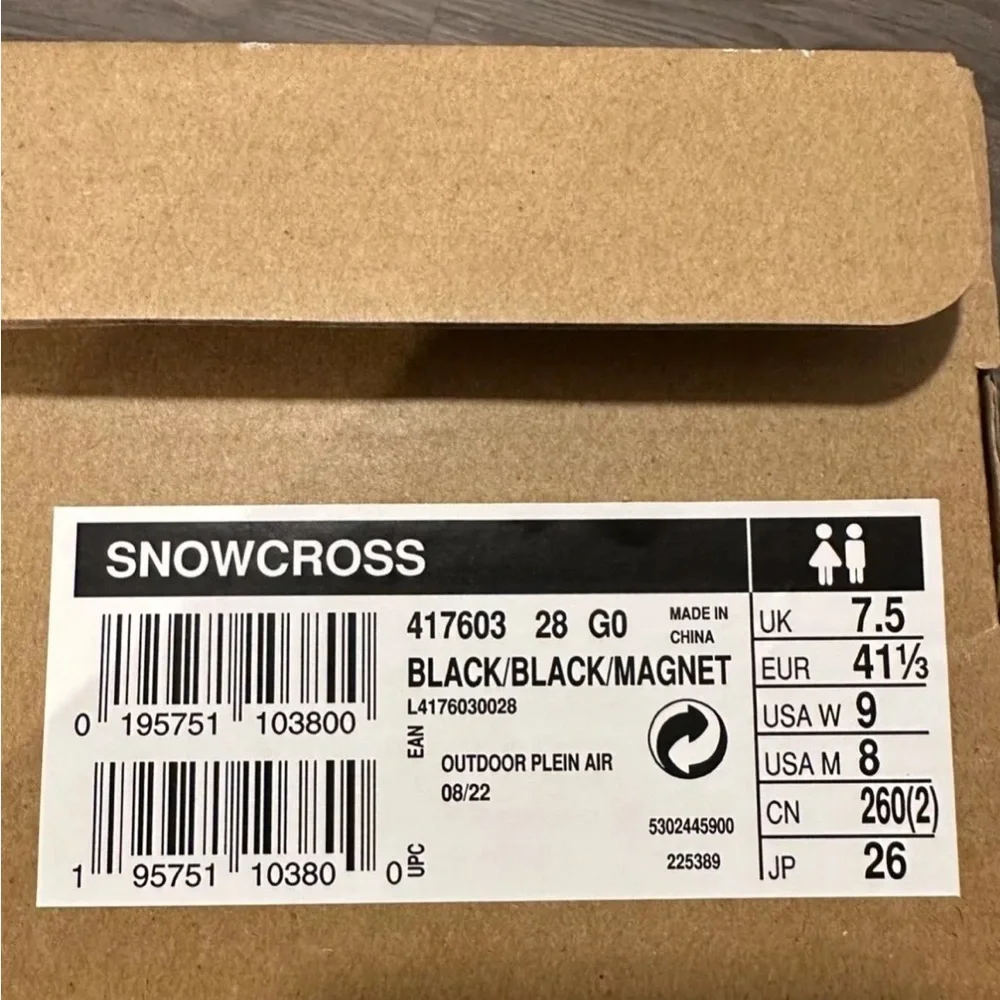 SNOWCROSS
417603 28 G0
MADE IN
CHINA
BLACK/BLACK/MAGNET
L4176030028
0 195751 103800
EAN
OUTDOOR PLEIN AIR
08/22
5302445900
225389
1 95751 10380 0
UPC
UK 7.5
EUR 41⅓
USA W 9
USA M 8
CN 260(2)
JP 26